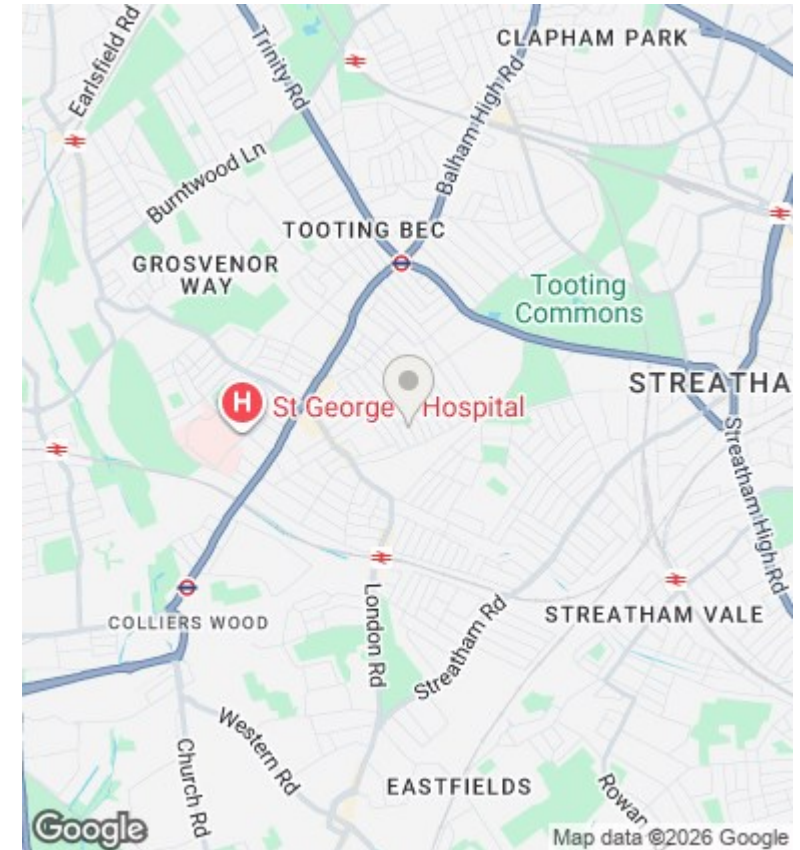 CLAPHAM PARK
Earlsfield Rd
Trinity Rd
Balham High Rd
Burntwood Ln
TOOTING BEC
GROSVENOR
WAY
Tooting
Commons
STREATHA
H
St George
Hospital
Streatham High Rd
COLLIERS WOOD
London Rd
Streatham Rd
STREATHAM VALE
Western Rd
Church Rd
EASTFIELDS
Rowan
Google
Map data ©2026 Google